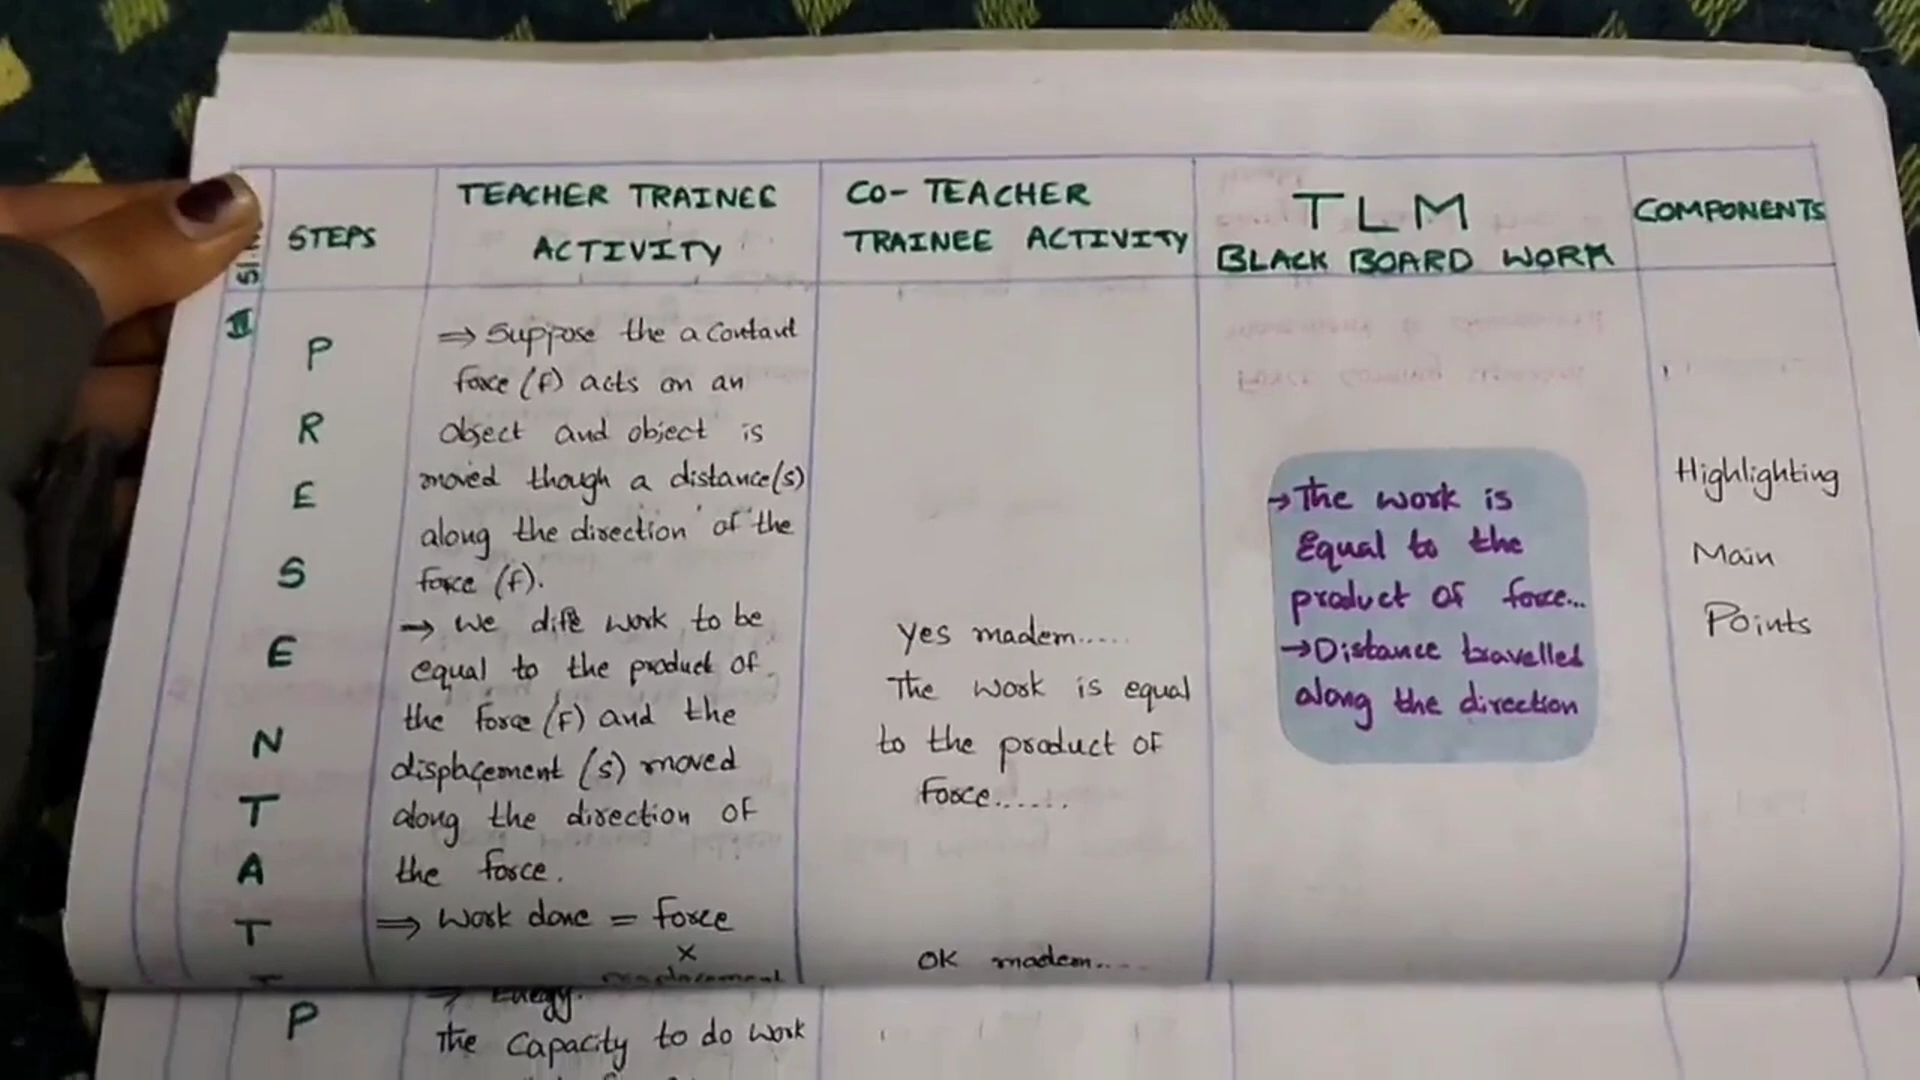 Sl.N
STEPS
TEACHER TRAINEE
ACTIVITY
CO-TEACHER
TRAINEE ACTIVITY
TLM
BLACK BOARD WORK
COMPONENTS
II
P
R
E
S
E
N
T
A
T
⇒ Suppose the a Contant
force (F) acts on an
object and object is
moved though a distance(s)
along the direction of the
force (F).
→ We dife work to be
equal to the product of
the force (F) and the
displacement (s) moved
along the direction of
the force.
⇒ Work done = force
×
Yes madem.....
The work is equal
to the product of
Force......
OK madem....
→The work is
Equal to the
product of force...
→Distance travelled
along the direction
Highlighting
Main
Points
P
→ Energy.
The Capacity to do work